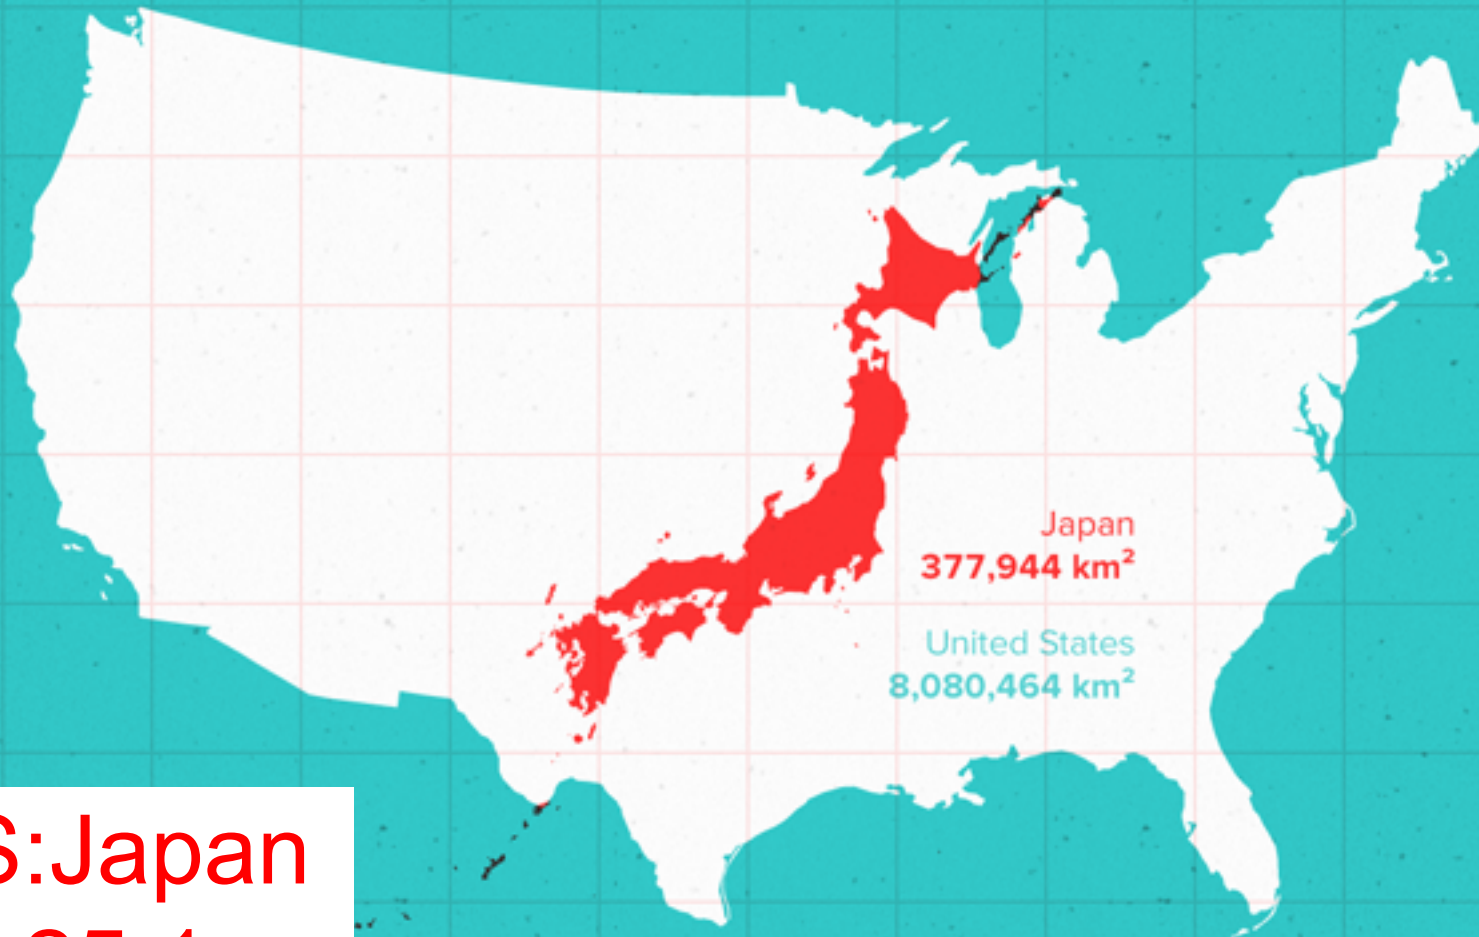 Japan
377,944 km²
United States
8,080,464 km²
S:Japan